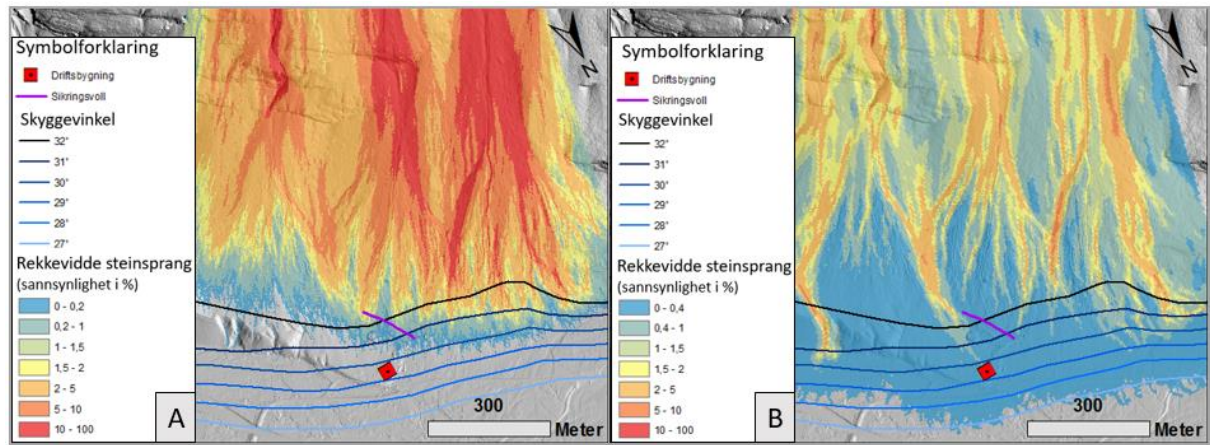 Symbolforklaring
Driftsbygning
Sikringsvoll
Skyggevinkel
32°
31°
30°
29°
28°
27°
Rekkevidde steinsprang
(sannsynlighet i %)
0 - 0,2
0,2 - 1
1 - 1,5
1,5 - 2
2 - 5
5 - 10
10 - 100
A
N
300
Meter
Symbolforklaring
Driftsbygning
Sikringsvoll
Skyggevinkel
32°
31°
30°
29°
28°
27°
Rekkevidde steinsprang
(sannsynlighet i %)
0 - 0,4
0,4 - 1
1 - 1,5
1,5 - 2
2 - 5
5 - 10
10 - 100
B
N
300
Meter